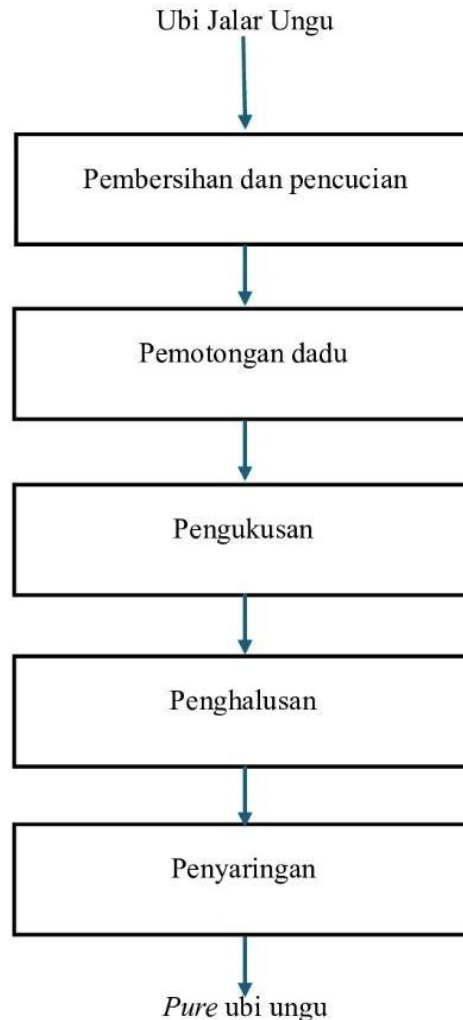 Ubi Jalar Ungu
Pembersihan dan pencucian
Pemotongan dadu
Pengukusan
Penghalusan
Penyaringan
Pure ubi ungu